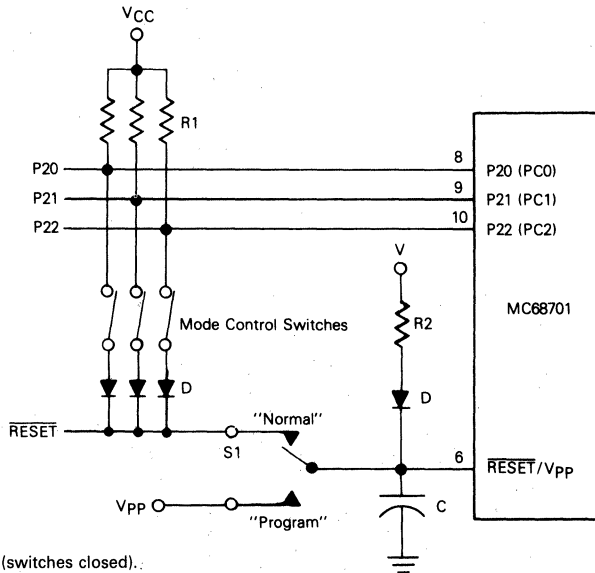 VCC
R1
P20
8
P20 (PC0)
P21
9
P21 (PC1)
P22
10
P22 (PC2)
V
MC68701
Mode Control Switches
R2
D
D
"Normal"
RESET
S1
6
RESET/VPP
VPP
"Program"
C
(switches closed).